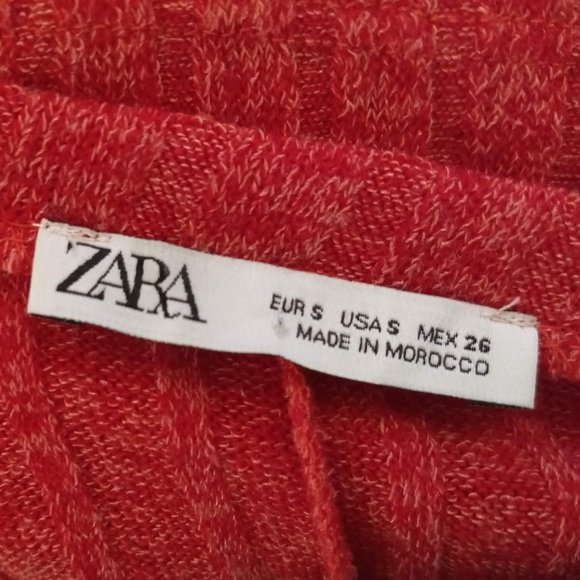 ZARA
EUR S USA S MEX 26
MADE IN MOROCCO